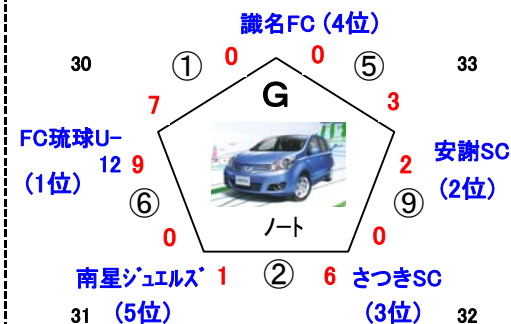 識名FC (4位)
30 ① 0 0 ⑤ 33
G
7 3
FC琉球U-
12 9 2 安謝SC
(1位) (2位)
⑥ ⑨
ノート
0 0
南星ジュエルズ 1 ② 6 さつきSC
31 (5位) (3位) 32